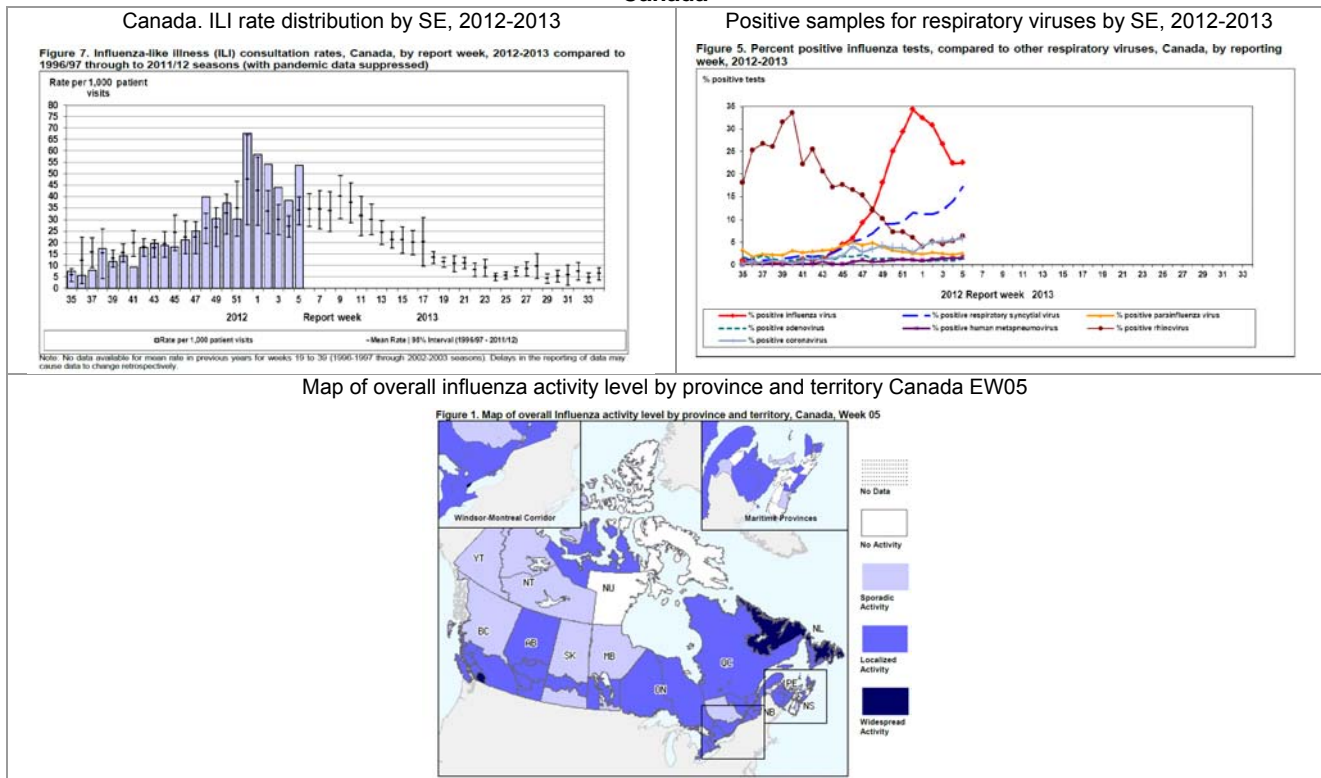 Canada
Canada. ILI rate distribution by SE, 2012-2013
Figure 7. Influenza-like illness (ILI) consultation rates, Canada, by report week, 2012-2013 compared to
1996/97 through to 2011/12 seasons (with pandemic data suppressed)
Rate per 1,000 patient
visits
80
75
70
65
60
55
50
45
40
35
30
25
20
15
10
5
0
35 37 39 41 43 45 47 49 51 1 3 5 7 9 11 13 15 17 19 21 23 25 27 29 31 33
2012 Report week 2013
Rate per 1,000 patient visits Mean Rate | 90% Interval (1996/97 - 2011/12)
Note: No data available for mean rate in previous years for weeks 19 to 39 (1996-1997 through 2002-2003 seasons). Delays in the reporting of data may
cause data to change retrospectively.
Positive samples for respiratory viruses by SE, 2012-2013
Figure 5. Percent positive influenza tests, compared to other respiratory viruses, Canada, by reporting
week, 2012-2013
% positive tests
35
30
25
20
15
10
5
0
35 37 39 41 43 45 47 49 51 1 3 5 7 9 11 13 15 17 19 21 23 25 27 29 31 33
2012 Report week 2013
% positive influenza virus % positive respiratory syncytial virus % positive parainfluenza virus
% positive adenovirus % positive human metapneumovirus % positive rhinovirus
% positive coronavirus
Map of overall influenza activity level by province and territory Canada EW05
Figure 1. Map of overall Influenza activity level by province and territory, Canada, Week 05
Windsor-Montreal Corridor
Maritime Provinces
YT
NT
NU
BC
AB
SK
MB
ON
QC
NL
PE
NB
NS
No Data
No Activity
Sporadic
Activity
Localized
Activity
Widespread
Activity